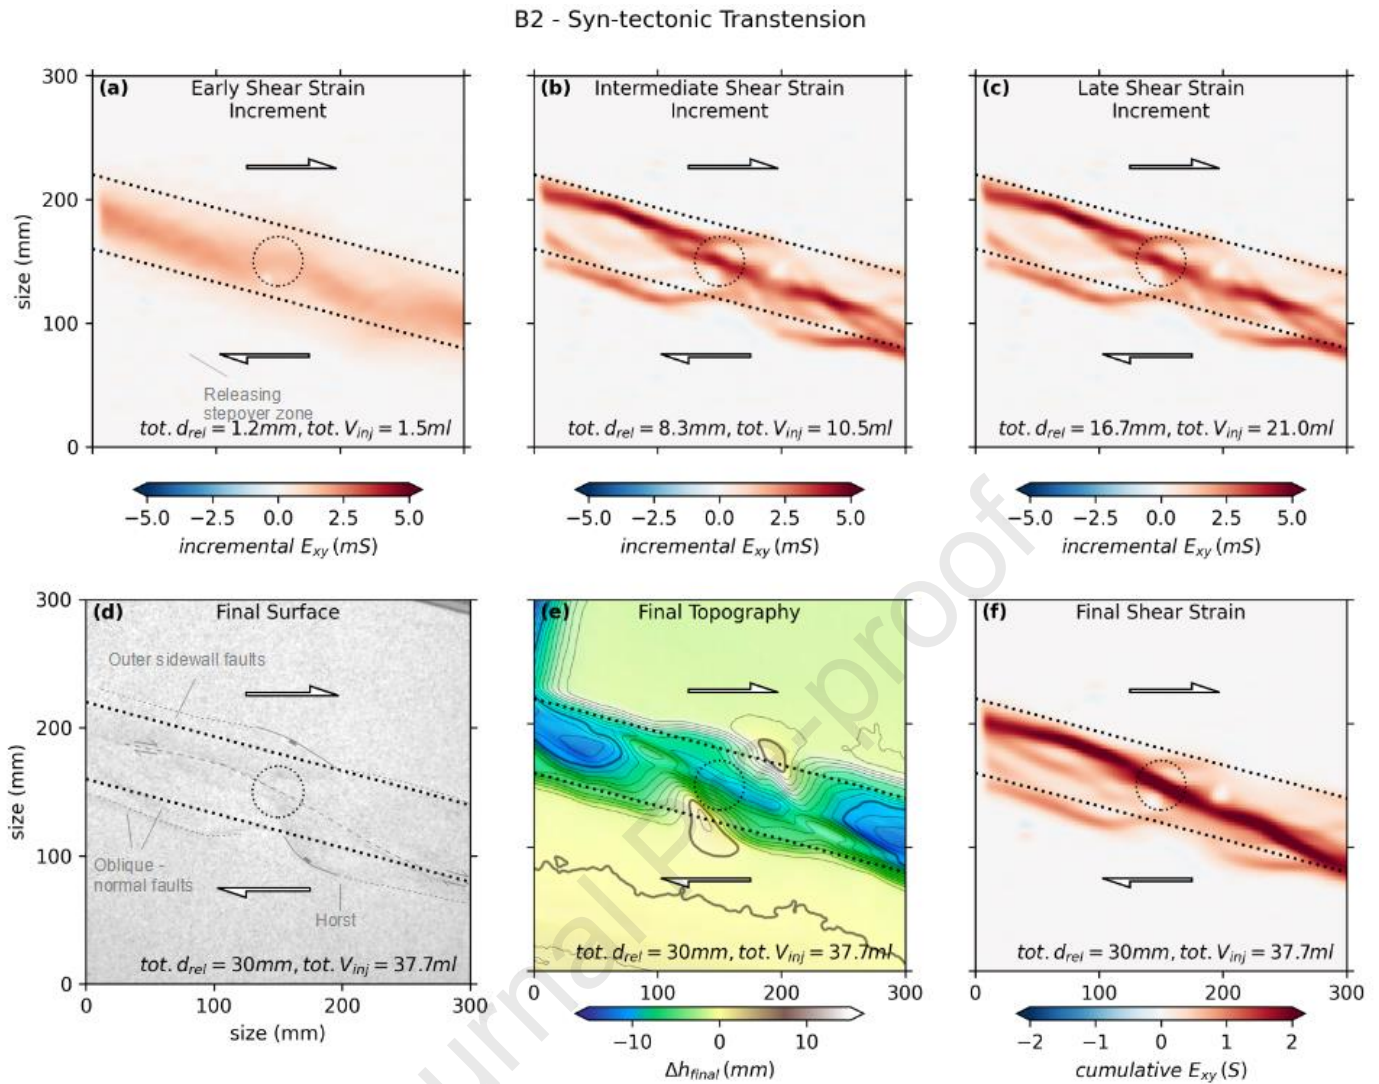 B2 - Syn-tectonic Transtension
(a) Early Shear Strain
Increment
Releasing
stepover zone
tot. d_rel = 1.2mm, tot. V_inj = 1.5ml
300
200
100
0
size (mm)
−5.0 −2.5 0.0 2.5 5.0
incremental E_xy (mS)
(b) Intermediate Shear Strain
Increment
tot. d_rel = 8.3mm, tot. V_inj = 10.5ml
−5.0 −2.5 0.0 2.5 5.0
incremental E_xy (mS)
(c) Late Shear Strain
Increment
tot. d_rel = 16.7mm, tot. V_inj = 21.0ml
−5.0 −2.5 0.0 2.5 5.0
incremental E_xy (mS)
(d) Final Surface
Outer sidewall faults
Oblique -
normal faults
Horst
tot. d_rel = 30mm, tot. V_inj = 37.7ml
300
200
100
0
size (mm)
0 100 200 300
size (mm)
(e) Final Topography
tot. d_rel = 30mm, tot. V_inj = 37.7ml
0 100 200 300
−10 0 10
Δh_final (mm)
(f) Final Shear Strain
tot. d_rel = 30mm, tot. V_inj = 37.7ml
0 100 200 300
−2 −1 0 1 2
cumulative E_xy (S)